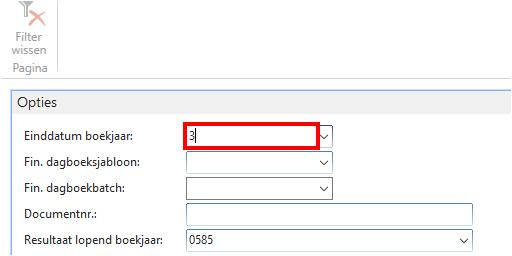 Filter
wissen
Pagina
Opties
Einddatum boekjaar: 3
Fin. dagboeksjabloon:
Fin. dagboekbatch:
Documentnr.:
Resultaat lopend boekjaar: 0585